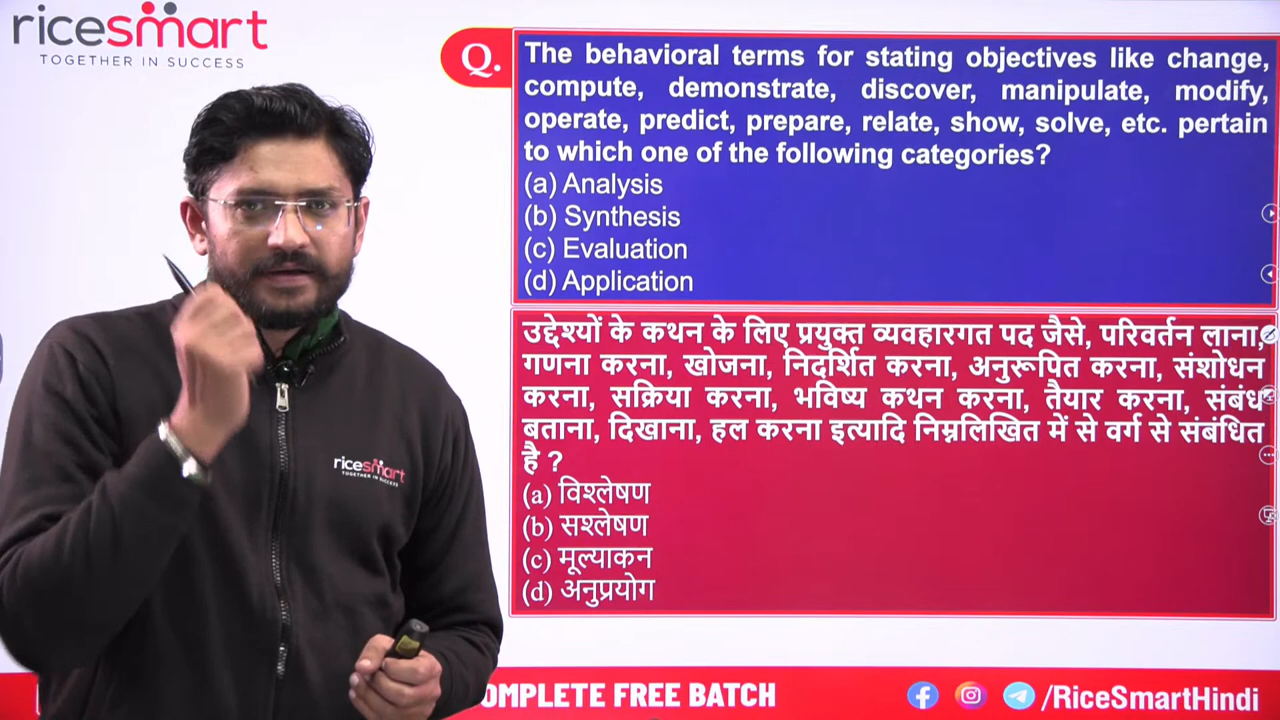 ricesmart
TOGETHER IN SUCCESS
Q.
The behavioral terms for stating objectives like change,
compute, demonstrate, discover, manipulate, modify,
operate, predict, prepare, relate, show, solve, etc. pertain
to which one of the following categories?
(a) Analysis
(b) Synthesis
(c) Evaluation
(d) Application
उद्देश्यों के कथन के लिए प्रयुक्त व्यवहारगत पद जैसे, परिवर्तन लाना,
गणना करना, खोजना, निदर्शित करना, अनुरूपित करना, संशोधन
करना, सक्रिया करना, भविष्य कथन करना, तैयार करना, संबंध
बताना, दिखाना, हल करना इत्यादि निम्नलिखित में से वर्ग से संबंधित
है ?
(a) विश्लेषण
(b) सश्लेषण
(c) मूल्याकन
(d) अनुप्रयोग
ricesmart
TOGETHER IN SUCCESS
OMPLETE FREE BATCH
/RiceSmartHindi